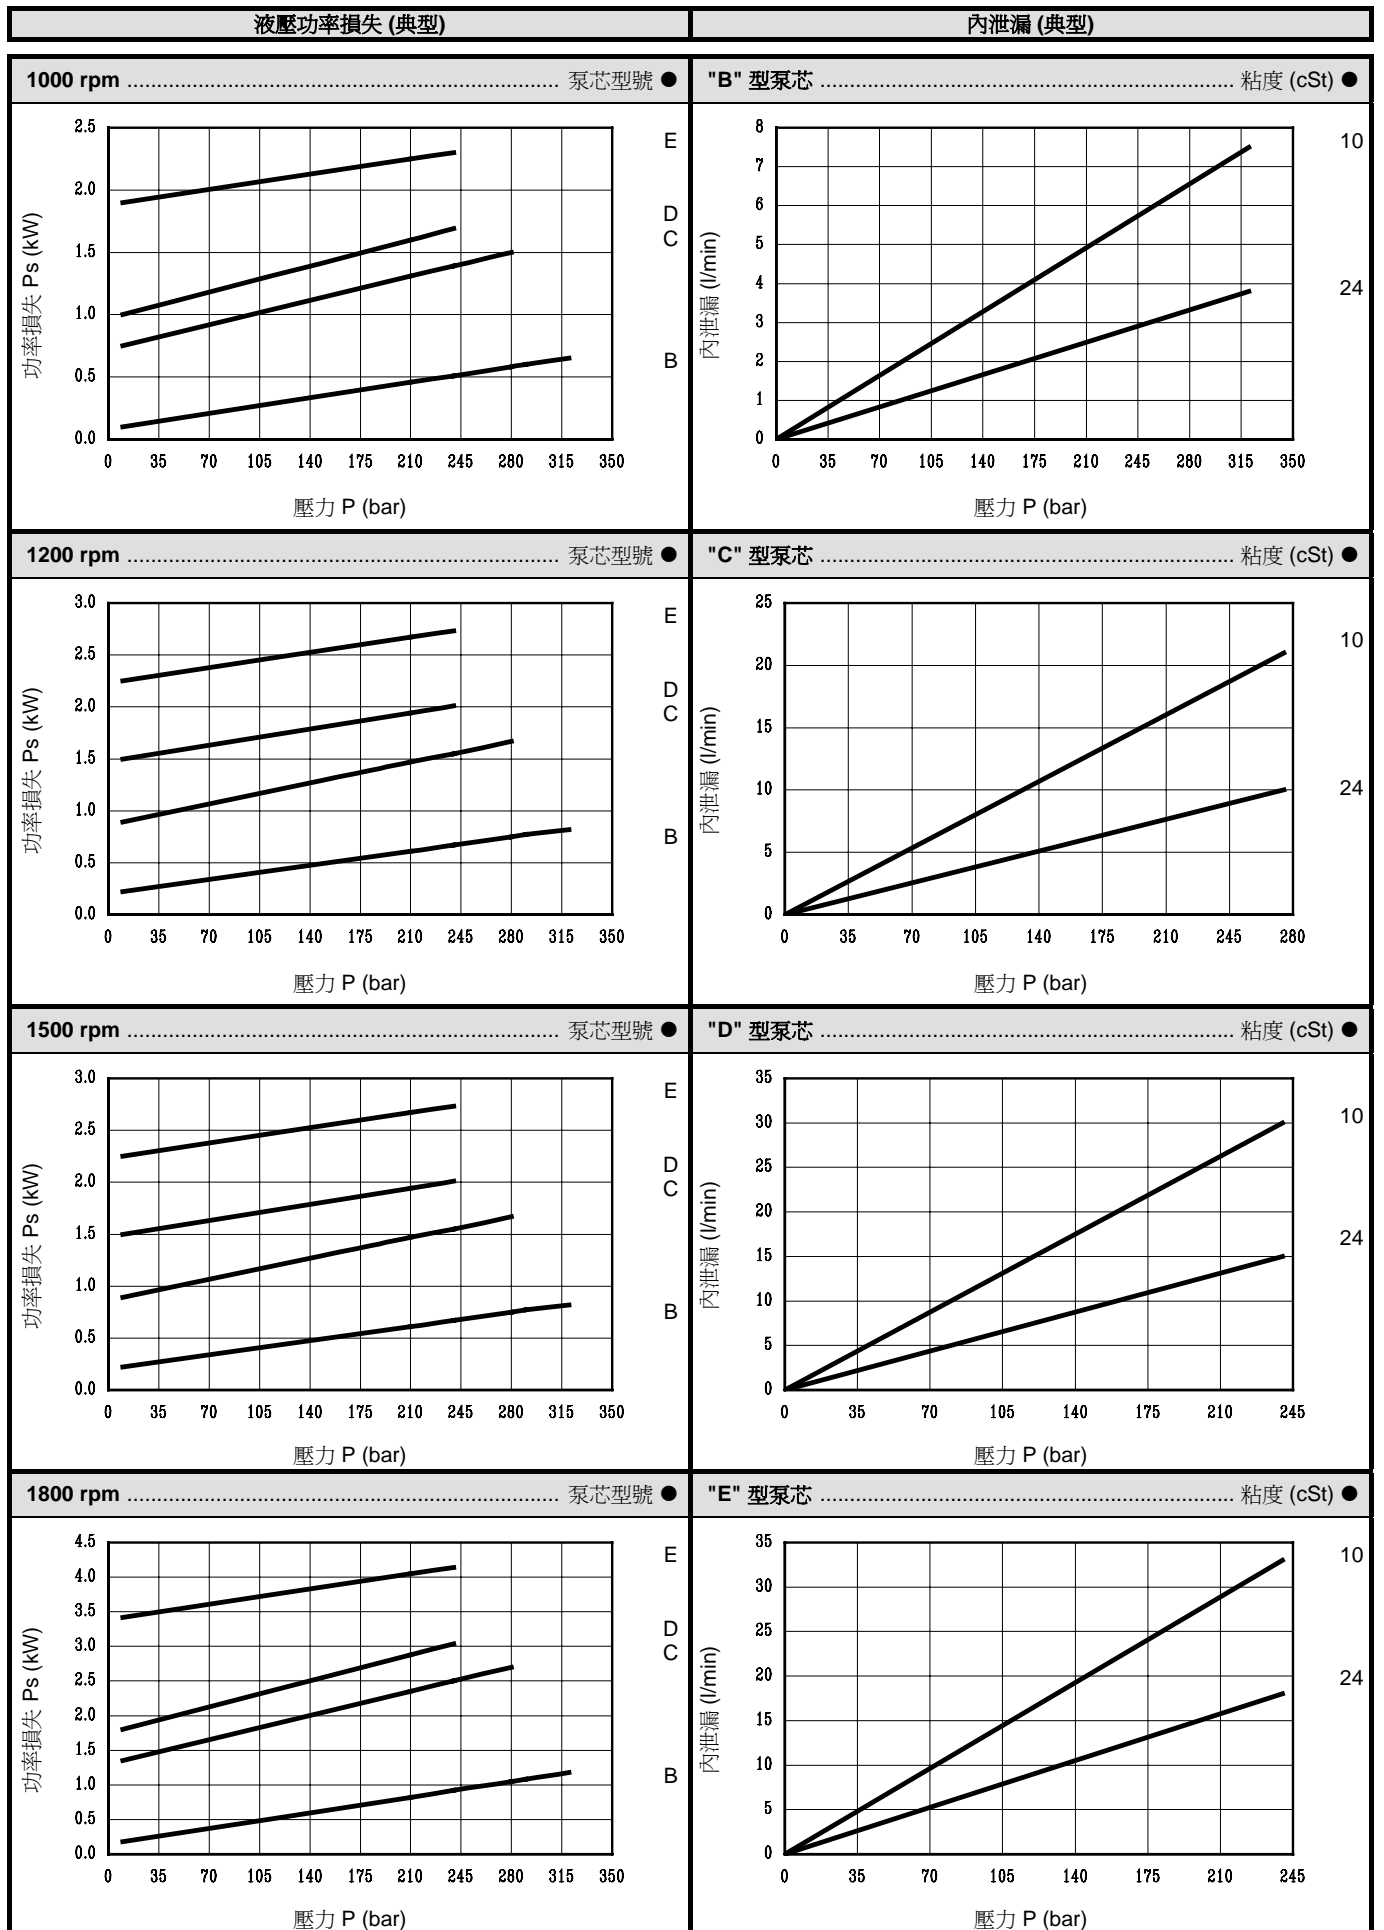 液壓功率損失 (典型)
內泄漏 (典型)
1000 rpm ........................................................................ 泵芯型號 ●
2.5
2.0
1.5
1.0
0.5
0.0
0 35 70 105 140 175 210 245 280 315 350
功率損失 Ps (kW)
壓力 P (bar)
E
D
C
B
"B" 型泵芯 ..................................................................... 粘度 (cSt) ●
8
7
6
5
4
3
2
1
0
0 35 70 105 140 175 210 245 280 315 350
內泄漏 (l/min)
壓力 P (bar)
10
24
1200 rpm ........................................................................ 泵芯型號 ●
3.0
2.5
2.0
1.5
1.0
0.5
0.0
0 35 70 105 140 175 210 245 280 315 350
功率損失 Ps (kW)
壓力 P (bar)
E
D
C
B
"C" 型泵芯 ..................................................................... 粘度 (cSt) ●
25
20
15
10
5
0
0 35 70 105 140 175 210 245 280
內泄漏 (l/min)
壓力 P (bar)
10
24
1500 rpm ........................................................................ 泵芯型號 ●
3.0
2.5
2.0
1.5
1.0
0.5
0.0
0 35 70 105 140 175 210 245 280 315 350
功率損失 Ps (kW)
壓力 P (bar)
E
D
C
B
"D" 型泵芯 ..................................................................... 粘度 (cSt) ●
35
30
25
20
15
10
5
0
0 35 70 105 140 175 210 245
內泄漏 (l/min)
壓力 P (bar)
10
24
1800 rpm ........................................................................ 泵芯型號 ●
4.5
4.0
3.5
3.0
2.5
2.0
1.5
1.0
0.5
0.0
0 35 70 105 140 175 210 245 280 315 350
功率損失 Ps (kW)
壓力 P (bar)
E
D
C
B
"E" 型泵芯 ..................................................................... 粘度 (cSt) ●
35
30
25
20
15
10
5
0
0 35 70 105 140 175 210 245
內泄漏 (l/min)
壓力 P (bar)
10
24